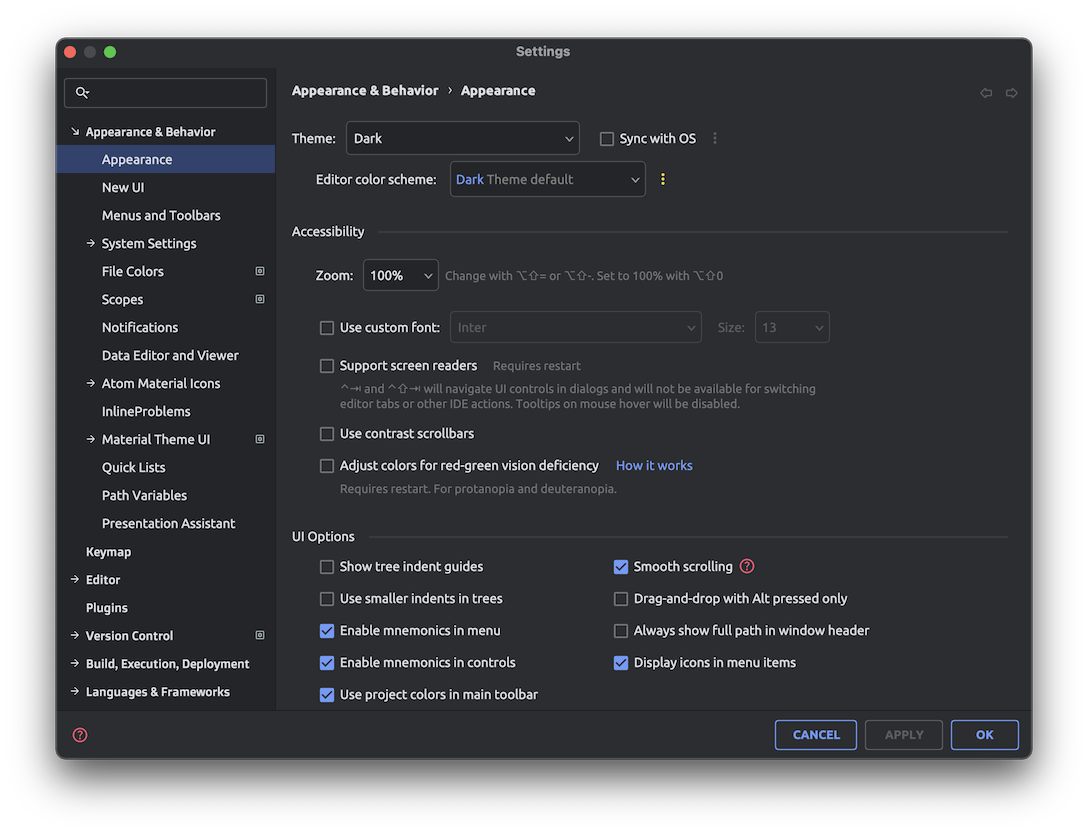 Settings
Appearance & Behavior
Appearance
New UI
Menus and Toolbars
System Settings
File Colors
Scopes
Notifications
Data Editor and Viewer
Atom Material Icons
InlineProblems
Material Theme UI
Quick Lists
Path Variables
Presentation Assistant
Keymap
Editor
Plugins
Version Control
Build, Execution, Deployment
Languages & Frameworks
Appearance & Behavior › Appearance
Theme: Dark Sync with OS
Editor color scheme: Dark Theme default
Accessibility
Zoom: 100% Change with ⌥⇧= or ⌥⇧-. Set to 100% with ⌥⇧0
Use custom font: Inter Size: 13
Support screen readers Requires restart
^⇥ and ^⇧⇥ will navigate UI controls in dialogs and will not be available for switching
editor tabs or other IDE actions. Tooltips on mouse hover will be disabled.
Use contrast scrollbars
Adjust colors for red-green vision deficiency How it works
Requires restart. For protanopia and deuteranopia.
UI Options
Show tree indent guides Smooth scrolling ?
Use smaller indents in trees Drag-and-drop with Alt pressed only
Enable mnemonics in menu Always show full path in window header
Enable mnemonics in controls Display icons in menu items
Use project colors in main toolbar
? CANCEL APPLY OK